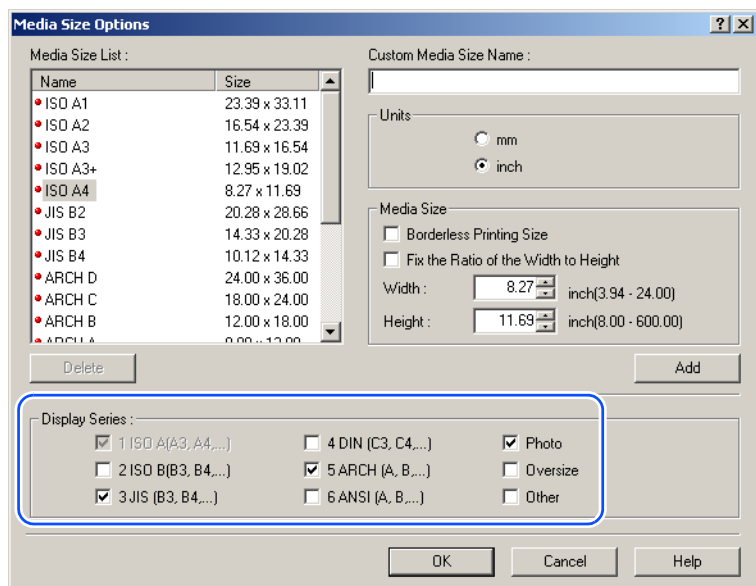 Media Size Options
Media Size List :
Custom Media Size Name :
Name Size
ISO A1 23.39 x 33.11
ISO A2 16.54 x 23.39
ISO A3 11.69 x 16.54
ISO A3+ 12.95 x 19.02
ISO A4 8.27 x 11.69
JIS B2 20.28 x 28.66
JIS B3 14.33 x 20.28
JIS B4 10.12 x 14.33
ARCH D 24.00 x 36.00
ARCH C 18.00 x 24.00
ARCH B 12.00 x 18.00
Units
mm
inch
Media Size
Borderless Printing Size
Fix the Ratio of the Width to Height
Width : 8.27 inch(3.94 - 24.00)
Height : 11.69 inch(8.00 - 600.00)
Delete
Add
Display Series :
1 ISO A(A3, A4,...) 4 DIN (C3, C4,...) Photo
2 ISO B(B3, B4,...) 5 ARCH (A, B,...) Oversize
3 JIS (B3, B4,...) 6 ANSI (A, B,...) Other
OK Cancel Help